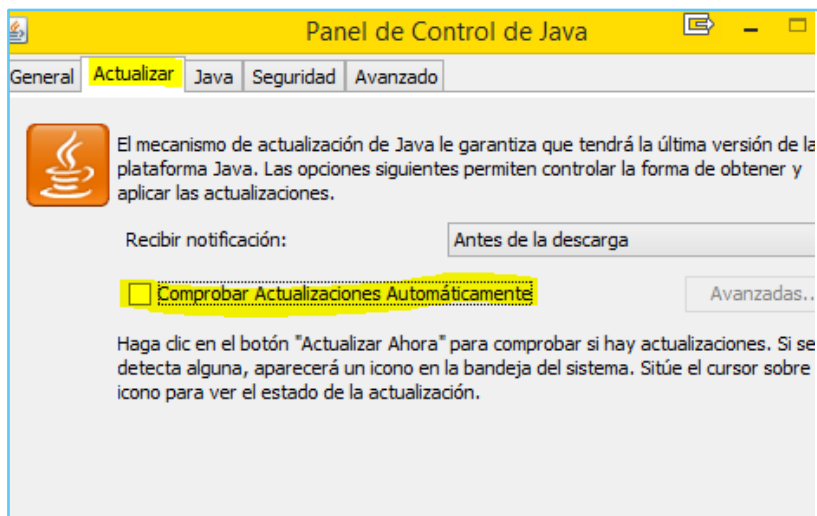 Panel de Control de Java
General Actualizar Java Seguridad Avanzado
El mecanismo de actualización de Java le garantiza que tendrá la última versión de la
plataforma Java. Las opciones siguientes permiten controlar la forma de obtener y
aplicar las actualizaciones.
Recibir notificación: Antes de la descarga
Comprobar Actualizaciones Automáticamente Avanzadas..
Haga clic en el botón "Actualizar Ahora" para comprobar si hay actualizaciones. Si se
detecta alguna, aparecerá un icono en la bandeja del sistema. Sitúe el cursor sobre
icono para ver el estado de la actualización.